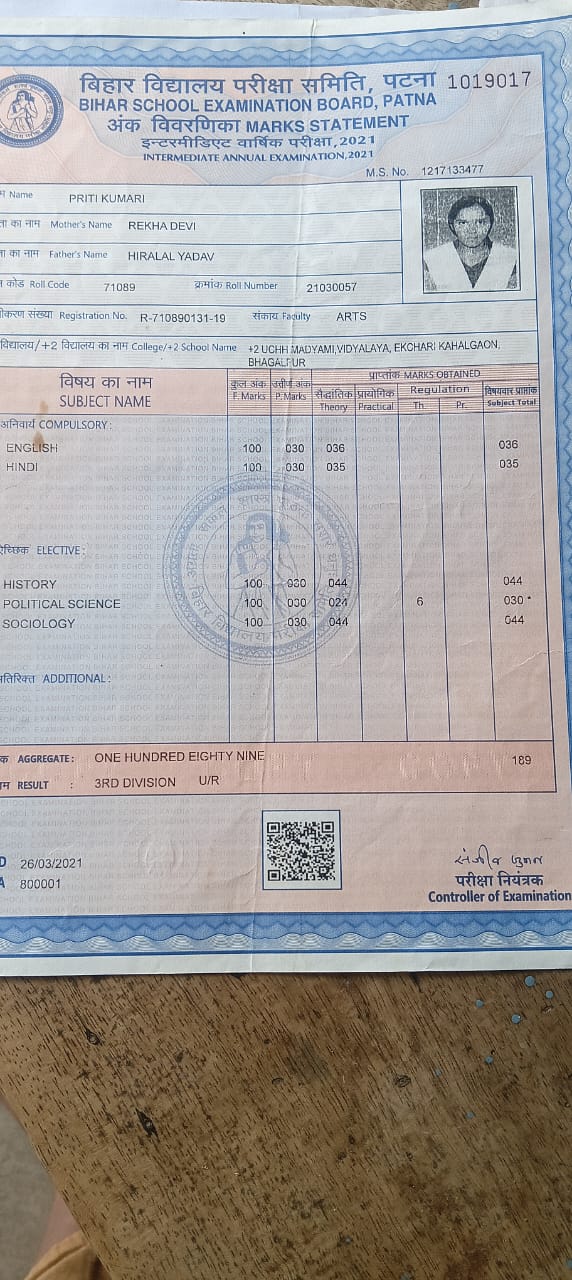 बिहार विद्यालय परीक्षा समिति, पटना 1019017
BIHAR SCHOOL EXAMINATION BOARD, PATNA
अंक विवरणिका MARKS STATEMENT
इन्टरमीडिएट वार्षिक परीक्षा, 2021
INTERMEDIATE ANNUAL EXAMINATION, 2021
M.S. No. 1217133477
Name PRITI KUMARI
का नाम Mother's Name REKHA DEVI
का नाम Father's Name HIRALAL YADAV
कोड Roll Code 71089 क्रमांक Roll Number 21030057
Registration No. R-710890131-19 संकाय Faculty ARTS
विद्यालय/+2 विद्यालय का नाम College/+2 School Name +2 UCHH MADYAMI,VIDYALAYA, EKCHARI KAHALGAON,
BHAGALPUR
विषय का नाम कुल अंक उत्तीर्ण अंक प्राप्तांक MARKS OBTAINED
SUBJECT NAME F.Marks P.Marks सैद्धांतिक प्रायोगिक Regulation विषयवार प्राप्तांक
Theory Practical Th. Pr. Subject Total
अनिवार्य COMPULSORY:
ENGLISH 100 030 036 036
HINDI 100 030 035 035
ELECTIVE:
HISTORY 100 030 044 044
POLITICAL SCIENCE 100 030 024 6 030 *
SOCIOLOGY 100 030 044 044
ADDITIONAL:
AGGREGATE: ONE HUNDRED EIGHTY NINE 189
RESULT : 3RD DIVISION U/R
26/03/2021
800001
परीक्षा नियंत्रक
Controller of Examination